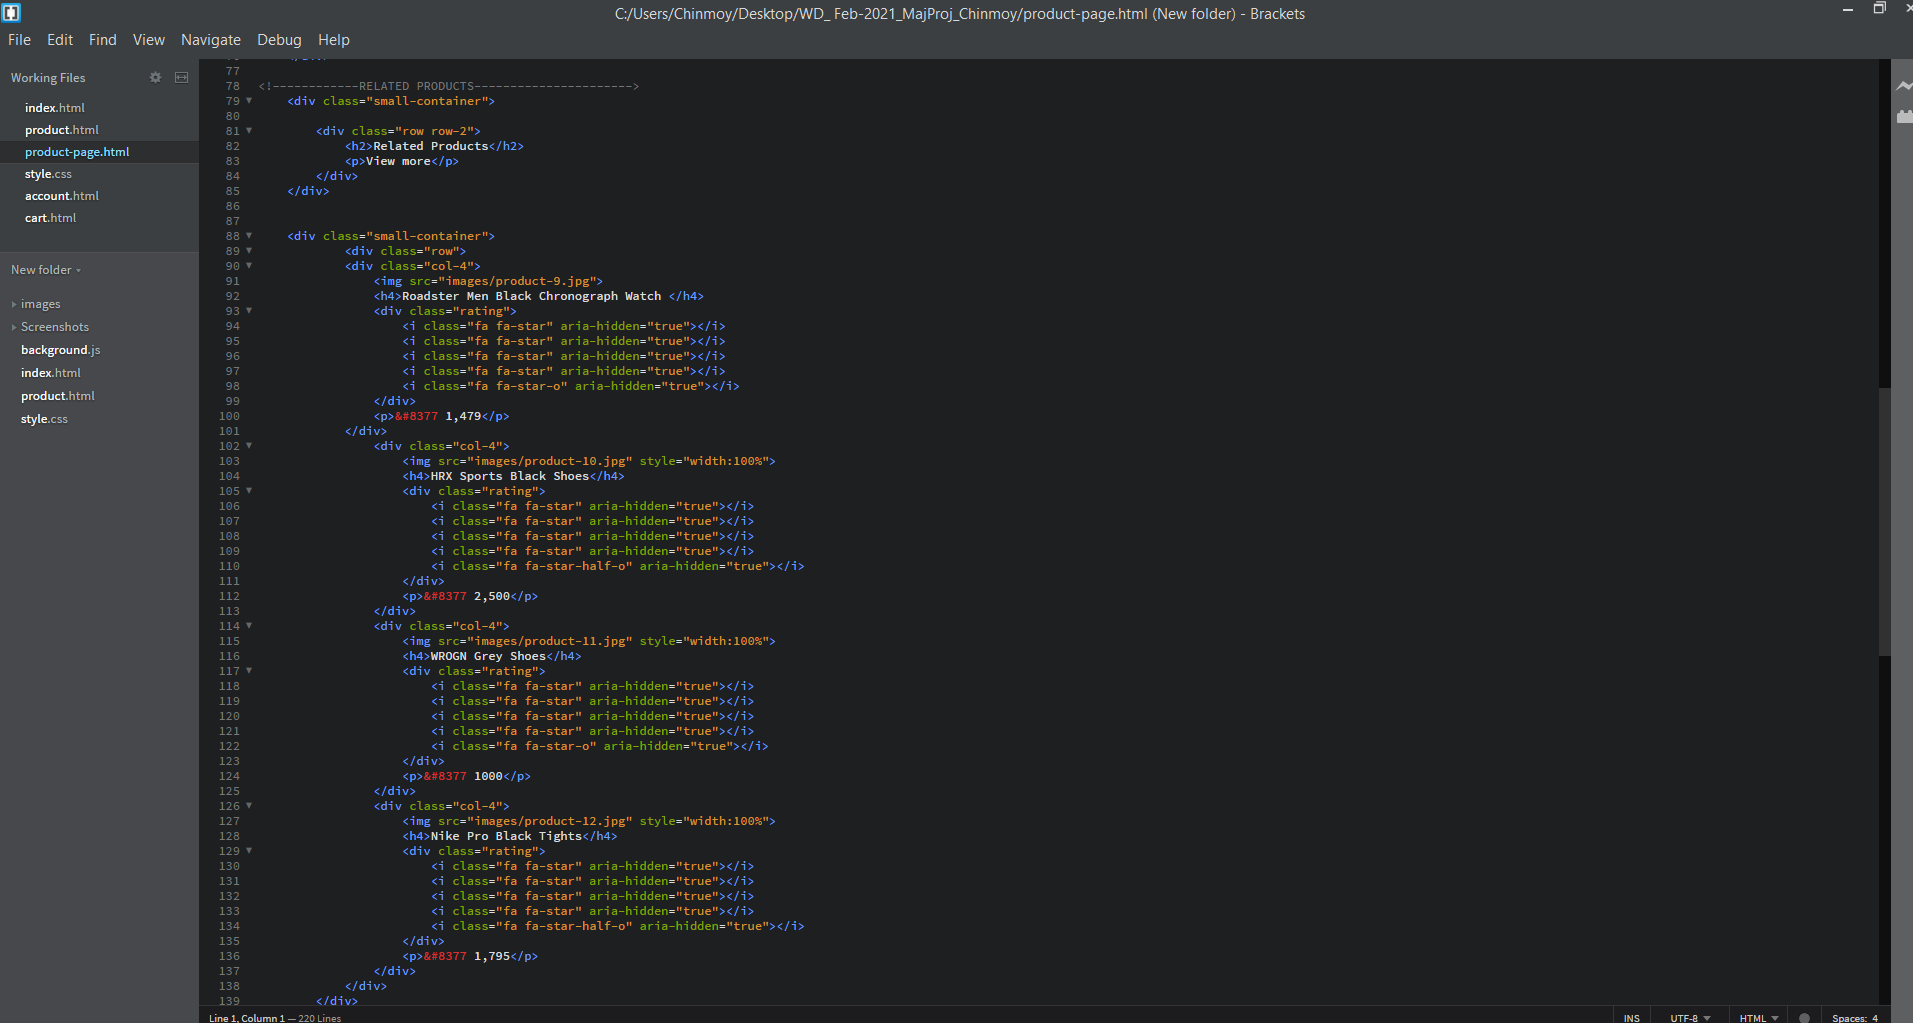 C:/Users/Chinmoy/Desktop/WD_ Feb-2021_MajProj_Chinmoy/product-page.html (New folder) - Brackets
File Edit Find View Navigate Debug Help
Working Files
index.html
product.html
product-page.html
style.css
account.html
cart.html
New folder
images
Screenshots
background.js
index.html
product.html
style.css
77
78 <!------------RELATED PRODUCTS---------------------->
79 <div class="small-container">
80
81 <div class="row row-2">
82 <h2>Related Products</h2>
83 <p>View more</p>
84 </div>
85 </div>
86
87
88 <div class="small-container">
89 <div class="row">
90 <div class="col-4">
91 <img src="images/product-9.jpg">
92 <h4>Roadster Men Black Chronograph Watch </h4>
93 <div class="rating">
94 <i class="fa fa-star" aria-hidden="true"></i>
95 <i class="fa fa-star" aria-hidden="true"></i>
96 <i class="fa fa-star" aria-hidden="true"></i>
97 <i class="fa fa-star" aria-hidden="true"></i>
98 <i class="fa fa-star-o" aria-hidden="true"></i>
99 </div>
100 <p>&#8377 1,479</p>
101 </div>
102 <div class="col-4">
103 <img src="images/product-10.jpg" style="width:100%">
104 <h4>HRX Sports Black Shoes</h4>
105 <div class="rating">
106 <i class="fa fa-star" aria-hidden="true"></i>
107 <i class="fa fa-star" aria-hidden="true"></i>
108 <i class="fa fa-star" aria-hidden="true"></i>
109 <i class="fa fa-star" aria-hidden="true"></i>
110 <i class="fa fa-star-half-o" aria-hidden="true"></i>
111 </div>
112 <p>&#8377 2,500</p>
113 </div>
114 <div class="col-4">
115 <img src="images/product-11.jpg" style="width:100%">
116 <h4>WROGN Grey Shoes</h4>
117 <div class="rating">
118 <i class="fa fa-star" aria-hidden="true"></i>
119 <i class="fa fa-star" aria-hidden="true"></i>
120 <i class="fa fa-star" aria-hidden="true"></i>
121 <i class="fa fa-star" aria-hidden="true"></i>
122 <i class="fa fa-star-o" aria-hidden="true"></i>
123 </div>
124 <p>&#8377 1000</p>
125 </div>
126 <div class="col-4">
127 <img src="images/product-12.jpg" style="width:100%">
128 <h4>Nike Pro Black Tights</h4>
129 <div class="rating">
130 <i class="fa fa-star" aria-hidden="true"></i>
131 <i class="fa fa-star" aria-hidden="true"></i>
132 <i class="fa fa-star" aria-hidden="true"></i>
133 <i class="fa fa-star" aria-hidden="true"></i>
134 <i class="fa fa-star-half-o" aria-hidden="true"></i>
135 </div>
136 <p>&#8377 1,795</p>
137 </div>
138 </div>
139 </div>
Line 1, Column 1 — 220 Lines INS UTF-8 HTML Spaces: 4